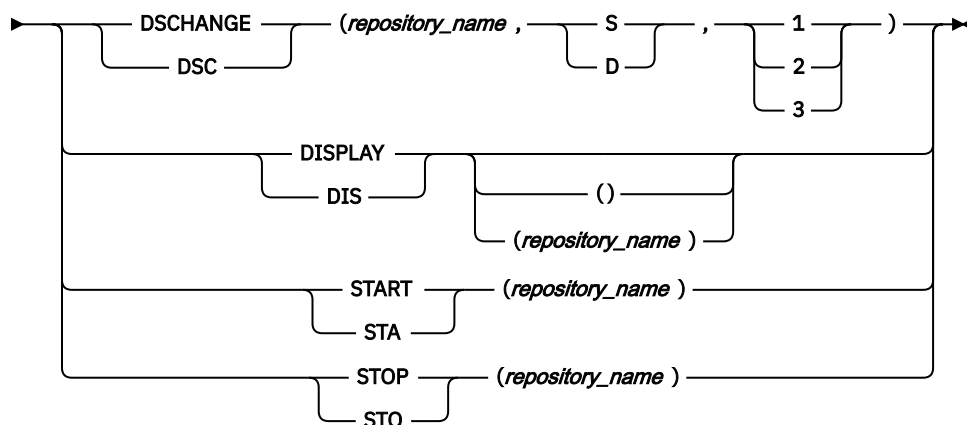 DSCHANGE (repository_name , S , 1 )
DSC D 2
3
DISPLAY
DIS ()
(repository_name )
START (repository_name )
STA
STOP (repository_name )
STO